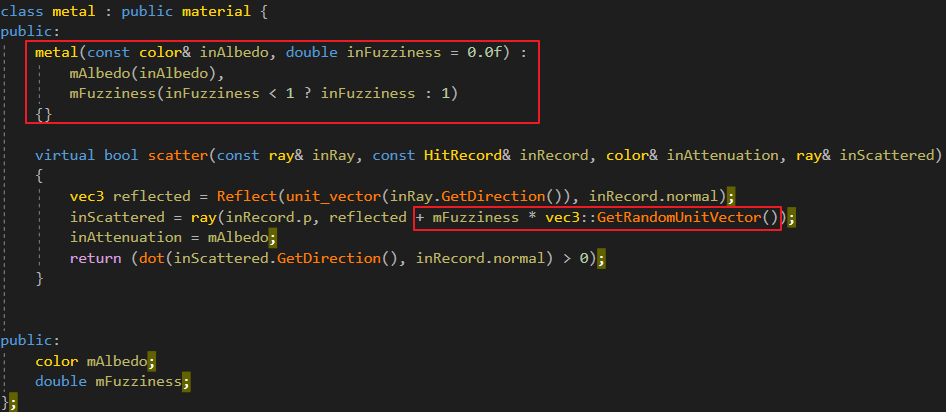 class metal : public material {
public:
metal(const color& inAlbedo, double inFuzziness = 0.0f) :
mAlbedo(inAlbedo),
mFuzziness(inFuzziness < 1 ? inFuzziness : 1)
{}
virtual bool scatter(const ray& inRay, const HitRecord& inRecord, color& inAttenuation, ray& inScattered)
{
vec3 reflected = Reflect(unit_vector(inRay.GetDirection()), inRecord.normal);
inScattered = ray(inRecord.p, reflected + mFuzziness * vec3::GetRandomUnitVector());
inAttenuation = mAlbedo;
return (dot(inScattered.GetDirection(), inRecord.normal) > 0);
}
public:
color mAlbedo;
double mFuzziness;
};